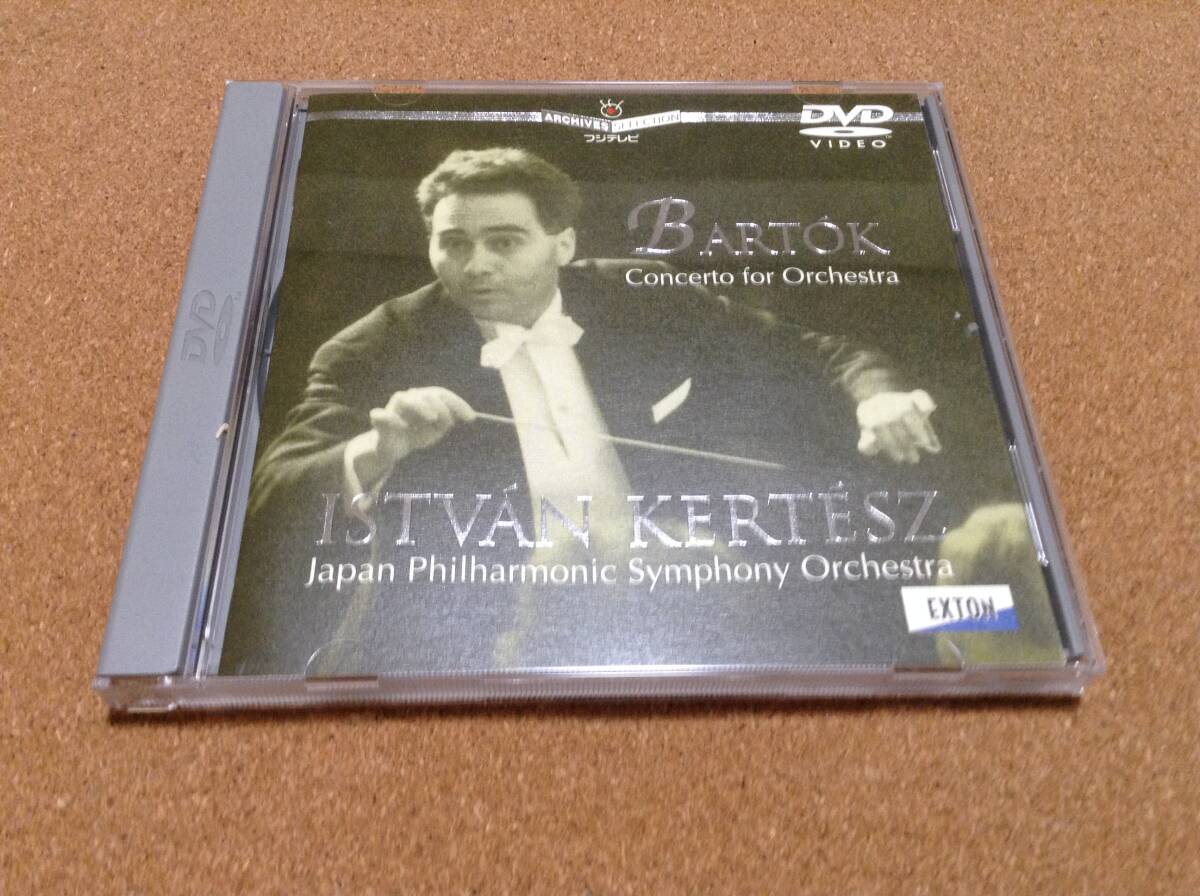 ARCHIVES SELECTION
フジテレビ
DVD
VIDEO
BARTÓK
Concerto for Orchestra
DVD
ISTVÁN KERTÉSZ
Japan Philharmonic Symphony Orchestra
EXTON